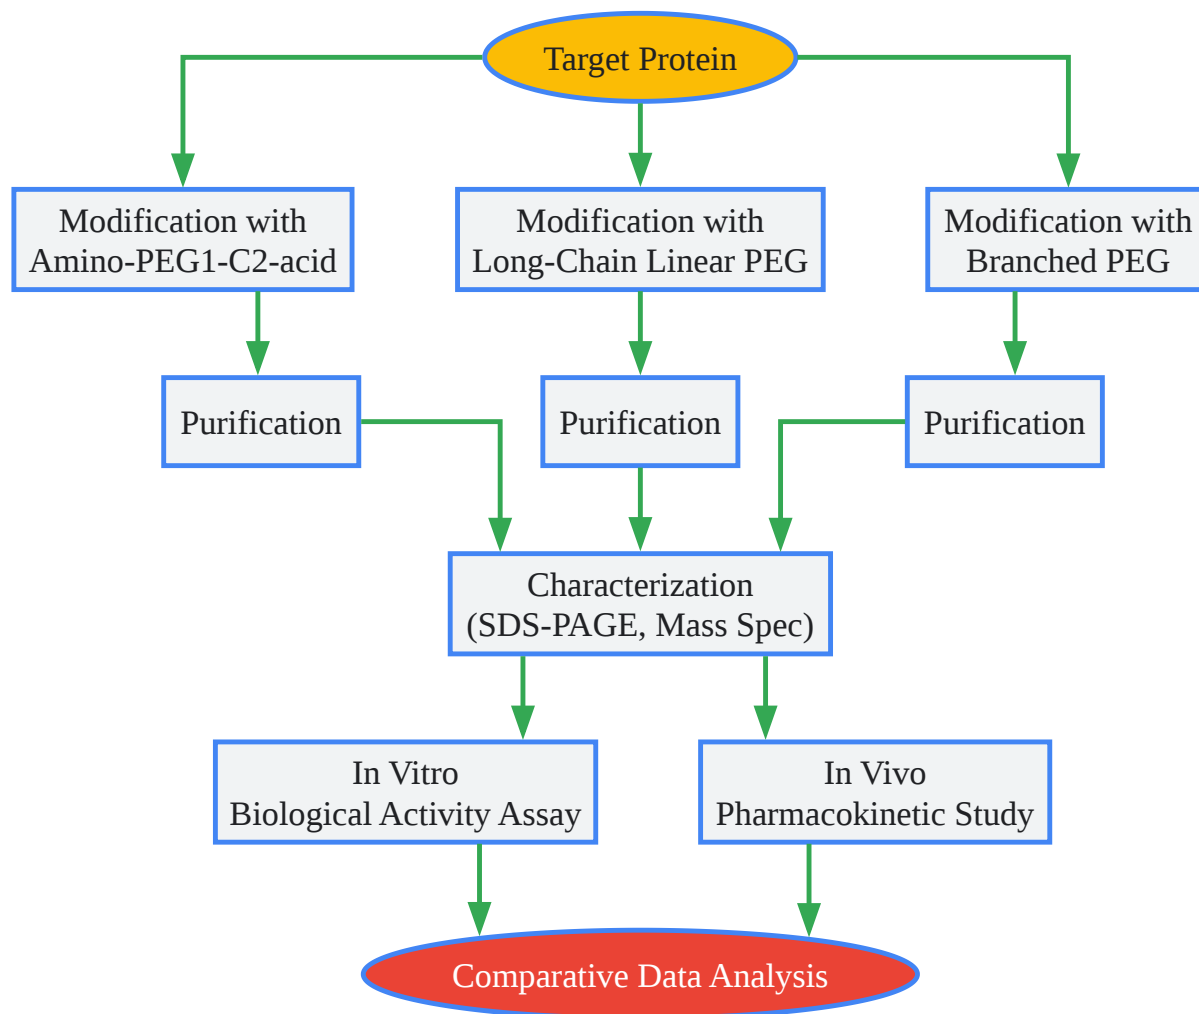 Target Protein
Modification with
Amino-PEG1-C2-acid
Modification with
Long-Chain Linear PEG
Modification with
Branched PEG
Purification
Purification
Purification
Characterization
(SDS-PAGE, Mass Spec)
In Vitro
Biological Activity Assay
In Vivo
Pharmacokinetic Study
Comparative Data Analysis